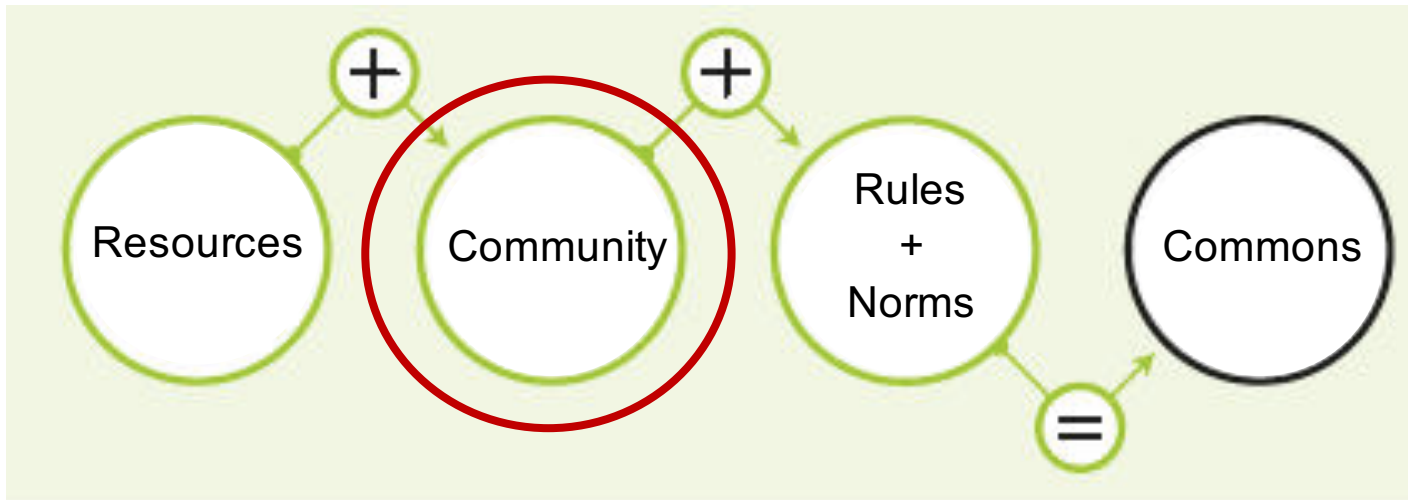 +
+
Resources
Community
Rules
+
Norms
Commons
=